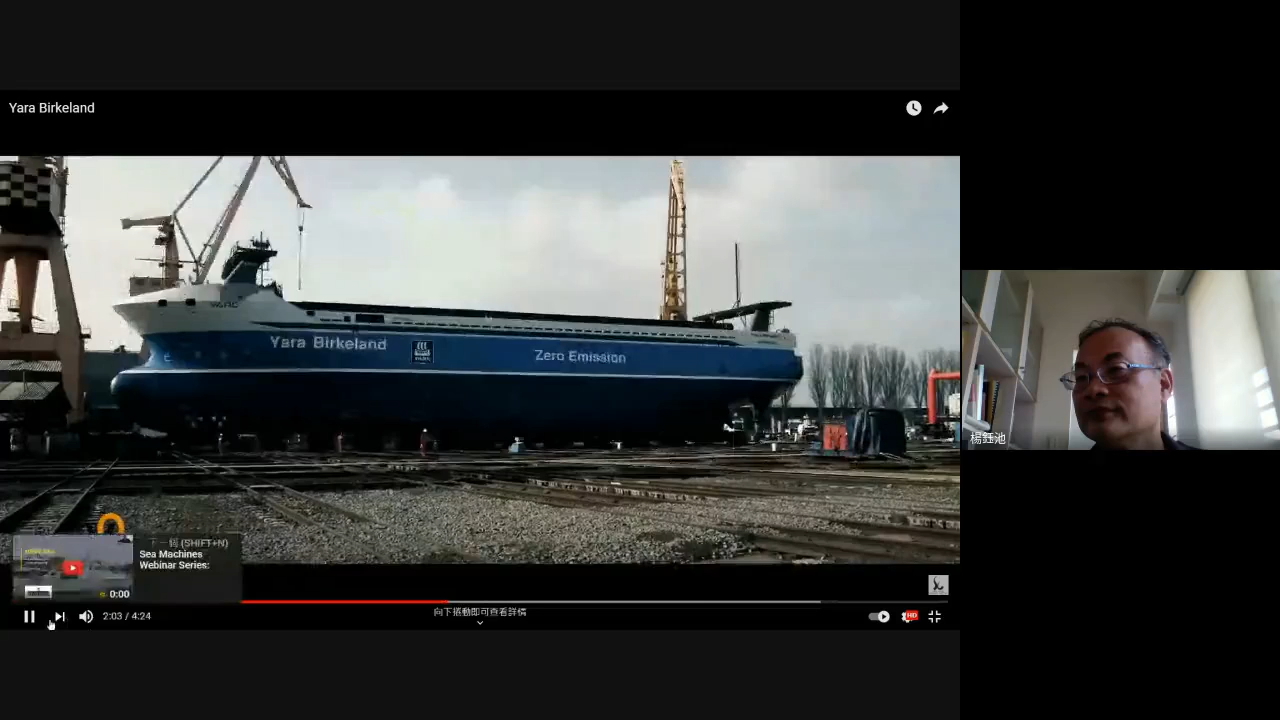 Yara Birkeland
Yara Birkeland
Zero Emission
下一個 (SHIFT+N)
Sea Machines
Webinar Series:
0:00
2:03 / 4:24
向下捲動即可查看詳情
HD
楊鈺池